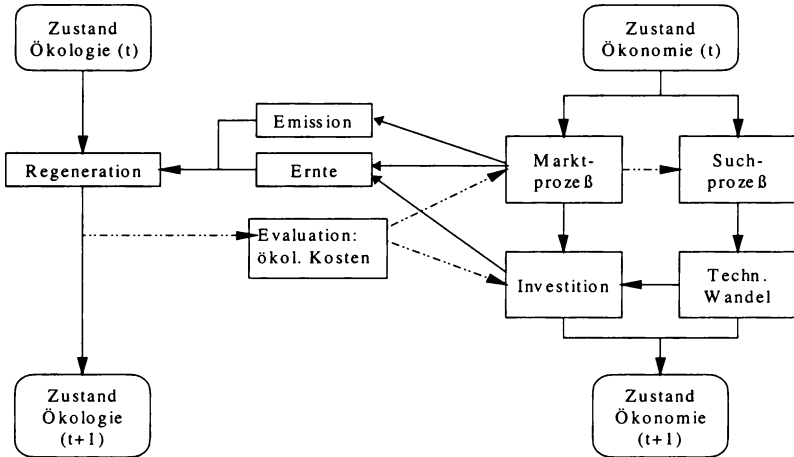 Zustand
Ökologie (t)
Zustand
Ökonomie (t)
Emission
Regeneration
Ernte
Markt-
prozeß
Such-
prozeß
Evaluation:
ökol. Kosten
Investition
Techn.
Wandel
Zustand
Ökologie
(t+1)
Zustand
Ökonomie
(t+1)